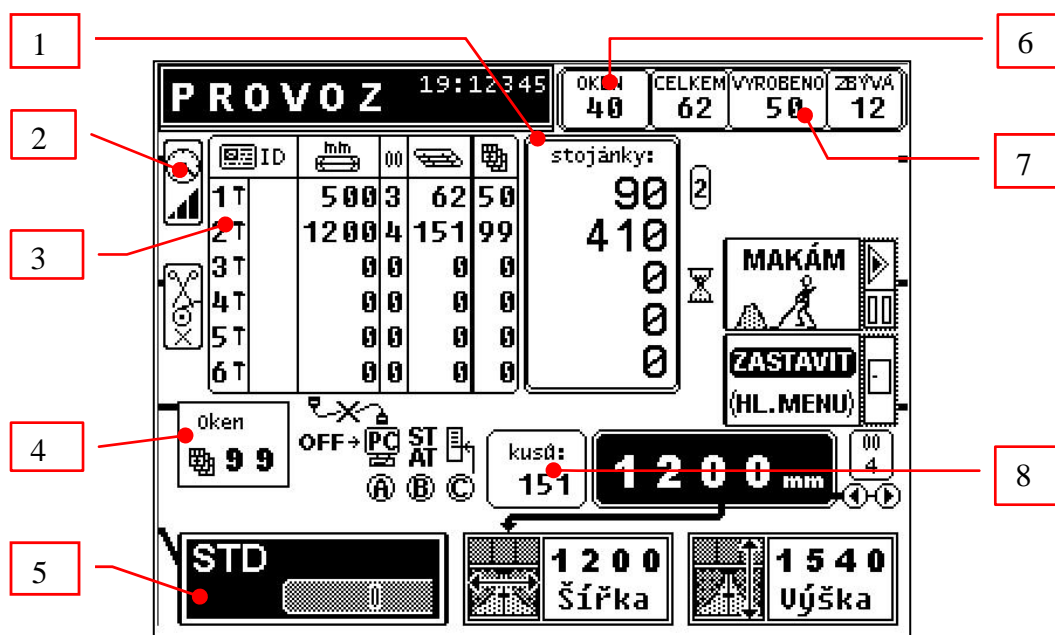 1
6
PROVOZ 19:12345
OKEN CELKEM VYROBENO ZBÝVÁ
40 62 50 12
2
7
ID mm 00
stojánky:
1 500 3 62 50
90
2
2 1200 4 151 99
410
3
3 0 0 0 0
0
MAKÁM
4 0 0 0 0
0
5 0 0 0 0
0
ZASTAVIT
6 0 0 0 0
(HL.MENU)
Oken
99
4
OFF→PC STAT
A B C
kusů:
151
1200 mm
00
4
8
STD
0
5
1200
Šířka
1540
Výška